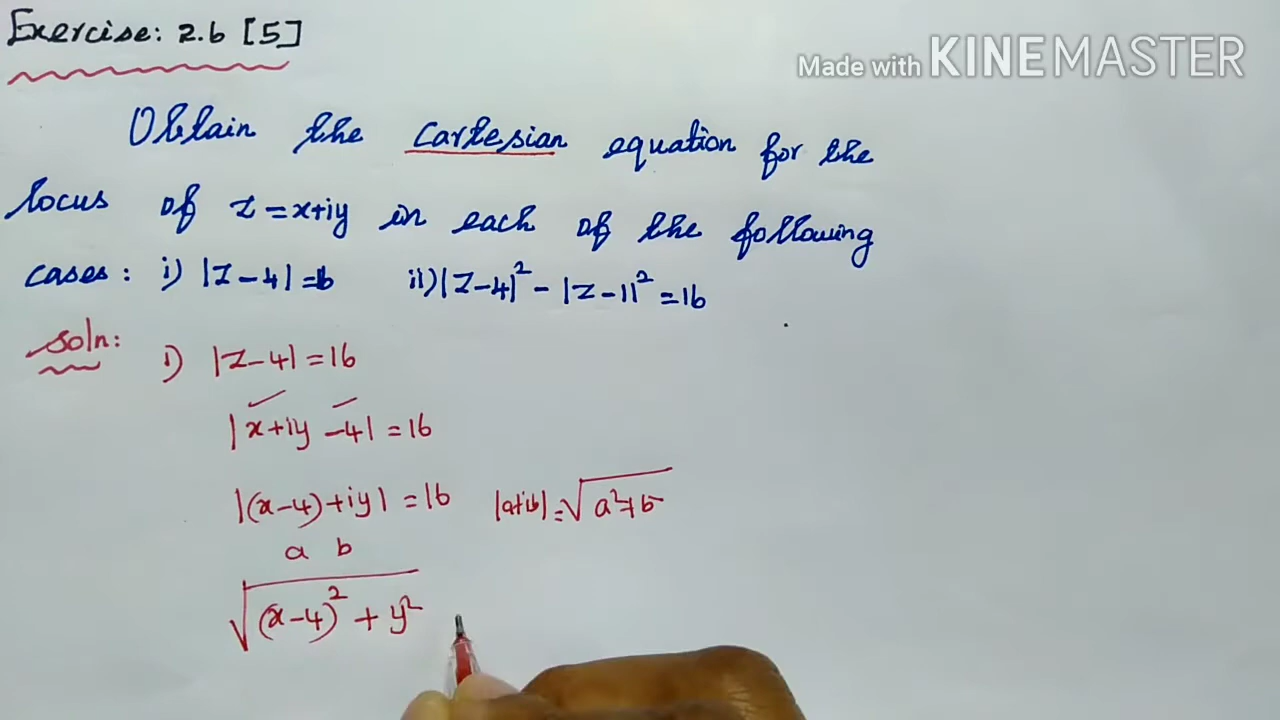 Exercise: 2.6 [5]
Made with KINEMASTER
Obtain the Cartesian equation for the
locus of z = x+iy in each of the following
cases: i) |z-4| = 16 ii) |z-4|² - |z-1|² = 16
Soln:
i) |z-4| = 16
|x+iy -4| = 16
|(x-4)+iy| = 16 |a+ib| = √a²+b²
a b
√(x-4)² + y²